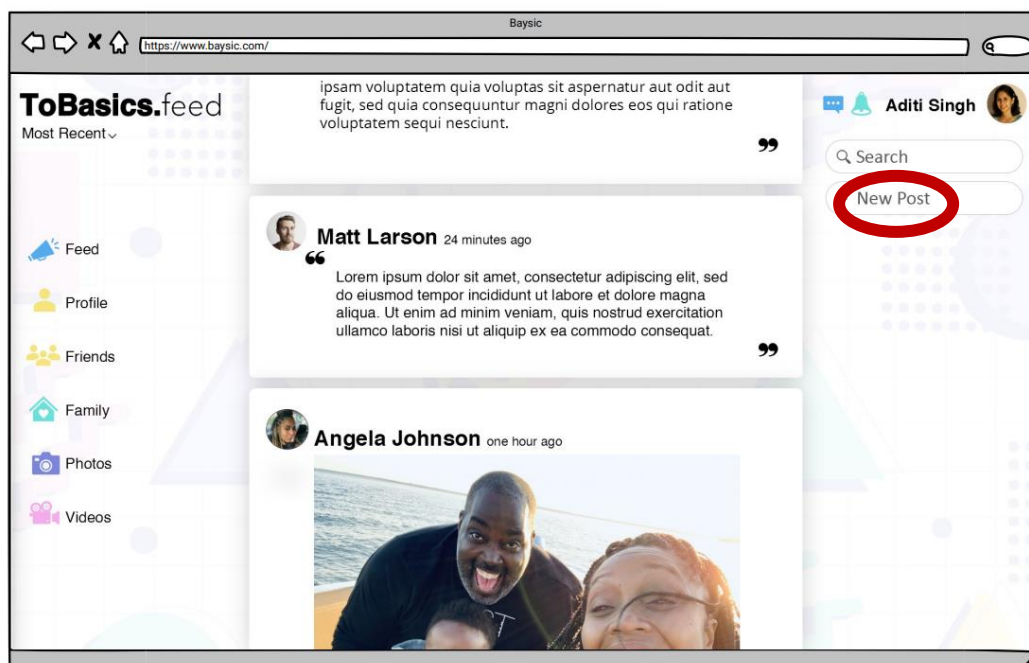 Baysic
https://www.baysic.com/
ToBasics.feed
Most Recent
Feed
Profile
Friends
Family
Photos
Videos
ipsam voluptatem quia voluptas sit aspernatur aut odit aut
fugit, sed quia consequuntur magni dolores eos qui ratione
voluptatem sequi nesciunt.
”
Matt Larson 24 minutes ago
“
Lorem ipsum dolor sit amet, consectetur adipiscing elit, sed
do eiusmod tempor incididunt ut labore et dolore magna
aliqua. Ut enim ad minim veniam, quis nostrud exercitation
ullamco laboris nisi ut aliquip ex ea commodo consequat.
”
Angela Johnson one hour ago
Aditi Singh
Search
New Post